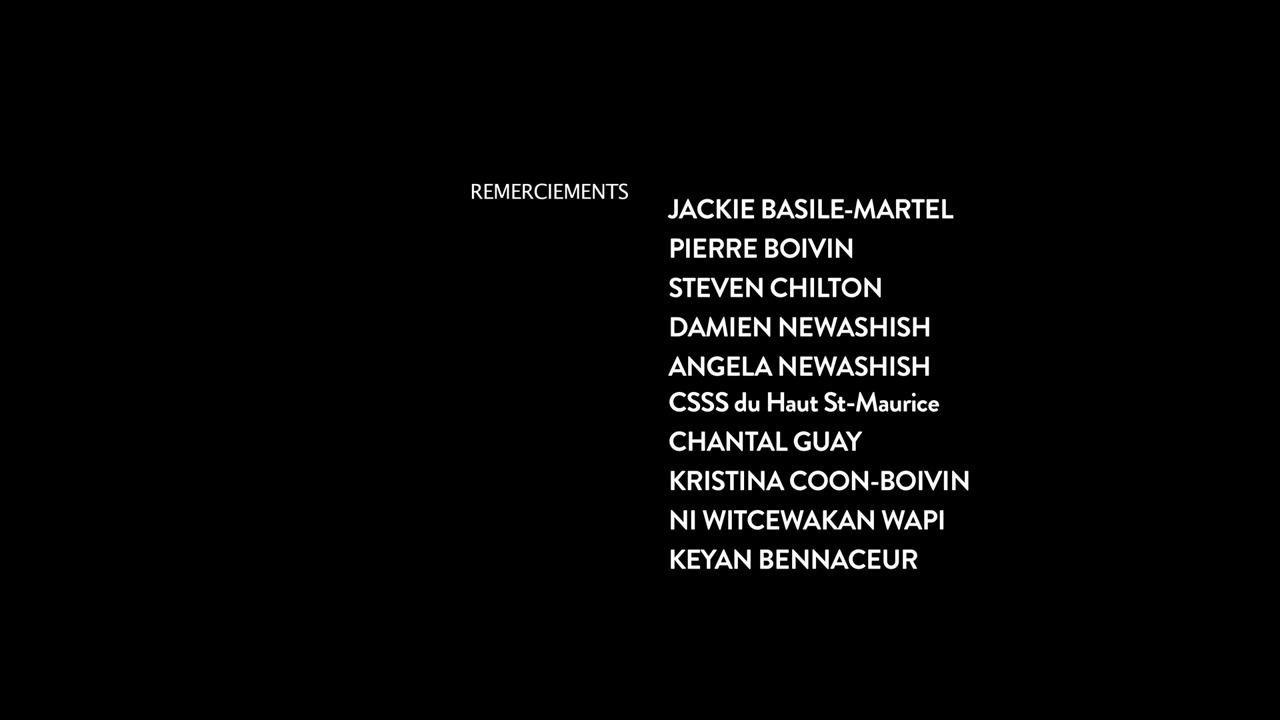 REMERCIEMENTS
JACKIE BASILE-MARTEL
PIERRE BOIVIN
STEVEN CHILTON
DAMIEN NEWASHISH
ANGELA NEWASHISH
CSSS du Haut St-Maurice
CHANTAL GUAY
KRISTINA COON-BOIVIN
NI WITCEWAKAN WAPI
KEYAN BENNACEUR